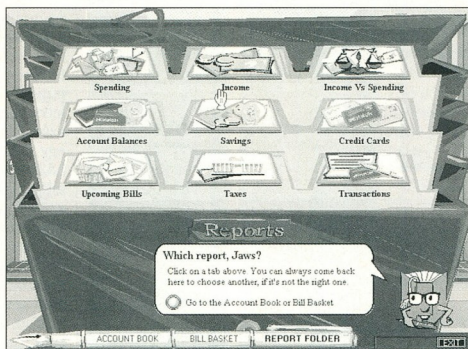 Spending
Income
Income Vs Spending
Account Balances
Savings
Credit Cards
Upcoming Bills
Taxes
Transactions
Reports
Which report, Jaws?
Click on a tab above. You can always come back
here to choose another, if it's not the right one.
Go to the Account Book or Bill Basket
ACCOUNT BOOK
BILL BASKET
REPORT FOLDER
EXIT